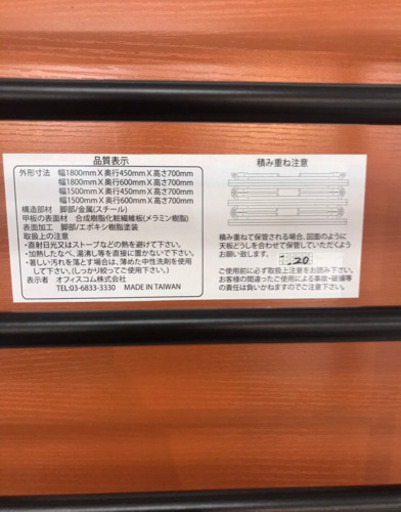 品質表示
外形寸法 幅1800mmX奥行450mmX高さ700mm
幅1800mmX奥行600mmX高さ700mm
幅1500mmX奥行450mmX高さ700mm
幅1500mmX奥行600mmX高さ700mm
構造部材 脚部/金属(スチール)
甲板の表面材 合成樹脂化粧繊維板(メラミン樹脂)
表面加工 脚部/エポキシ樹脂塗装
取扱上の注意
・直射日光又はストーブなどの熱を避けて下さい。
・加熱したなべ、湯沸し等を直接に置かないで下さい。
・著しい汚れを落とす場合は、薄めた中性洗剤を使用
して下さい。(しっかり絞ってご使用下さい。)
表示者 オフィスコム株式会社
TEL:03-6833-3330 MADE IN TAIWAN
積み重ね注意
積み重ねて保管される場合、図面のように
天板どうしを合わせて保管していただくよう
お願い致します。
20
ご使用前に必ず取扱上注意をお読み下さい。
お客様の間違ったご使用による事故・破損等
の責任は負いかねますのでご注意下さい。